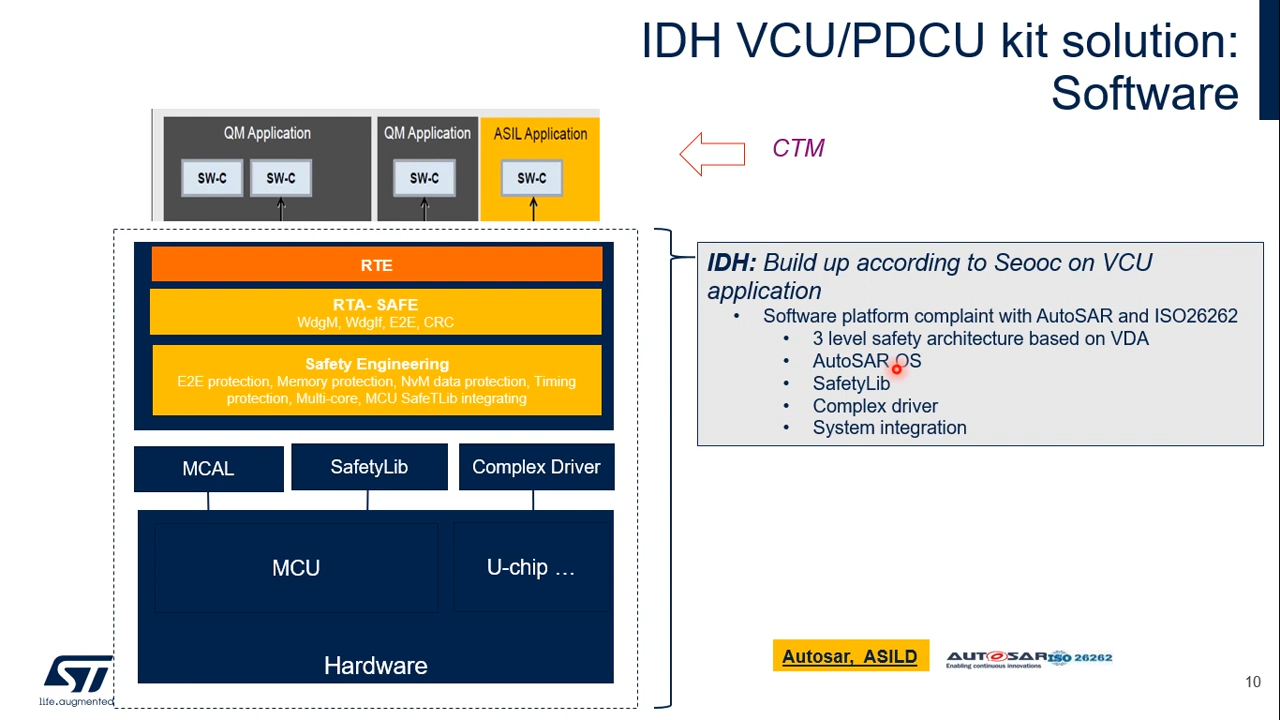 IDH VCU/PDCU kit solution:
Software
QM Application
QM Application
ASIL Application
SW-C
SW-C
SW-C
SW-C
CTM
RTE
RTA- SAFE
WdgM, WdgIf, E2E, CRC
Safety Engineering
E2E protection, Memory protection, NvM data protection, Timing
protection, Multi-core, MCU SafeTLib integrating
MCAL
SafetyLib
Complex Driver
MCU
U-chip …
Hardware
IDH: Build up according to Seooc on VCU
application
• Software platform complaint with AutoSAR and ISO26262
• 3 level safety architecture based on VDA
• AutoSAR OS
• SafetyLib
• Complex driver
• System integration
Autosar, ASILD
AUTOSAR
Enabling continuous innovations
ISO 26262
ST
life.augmented
10